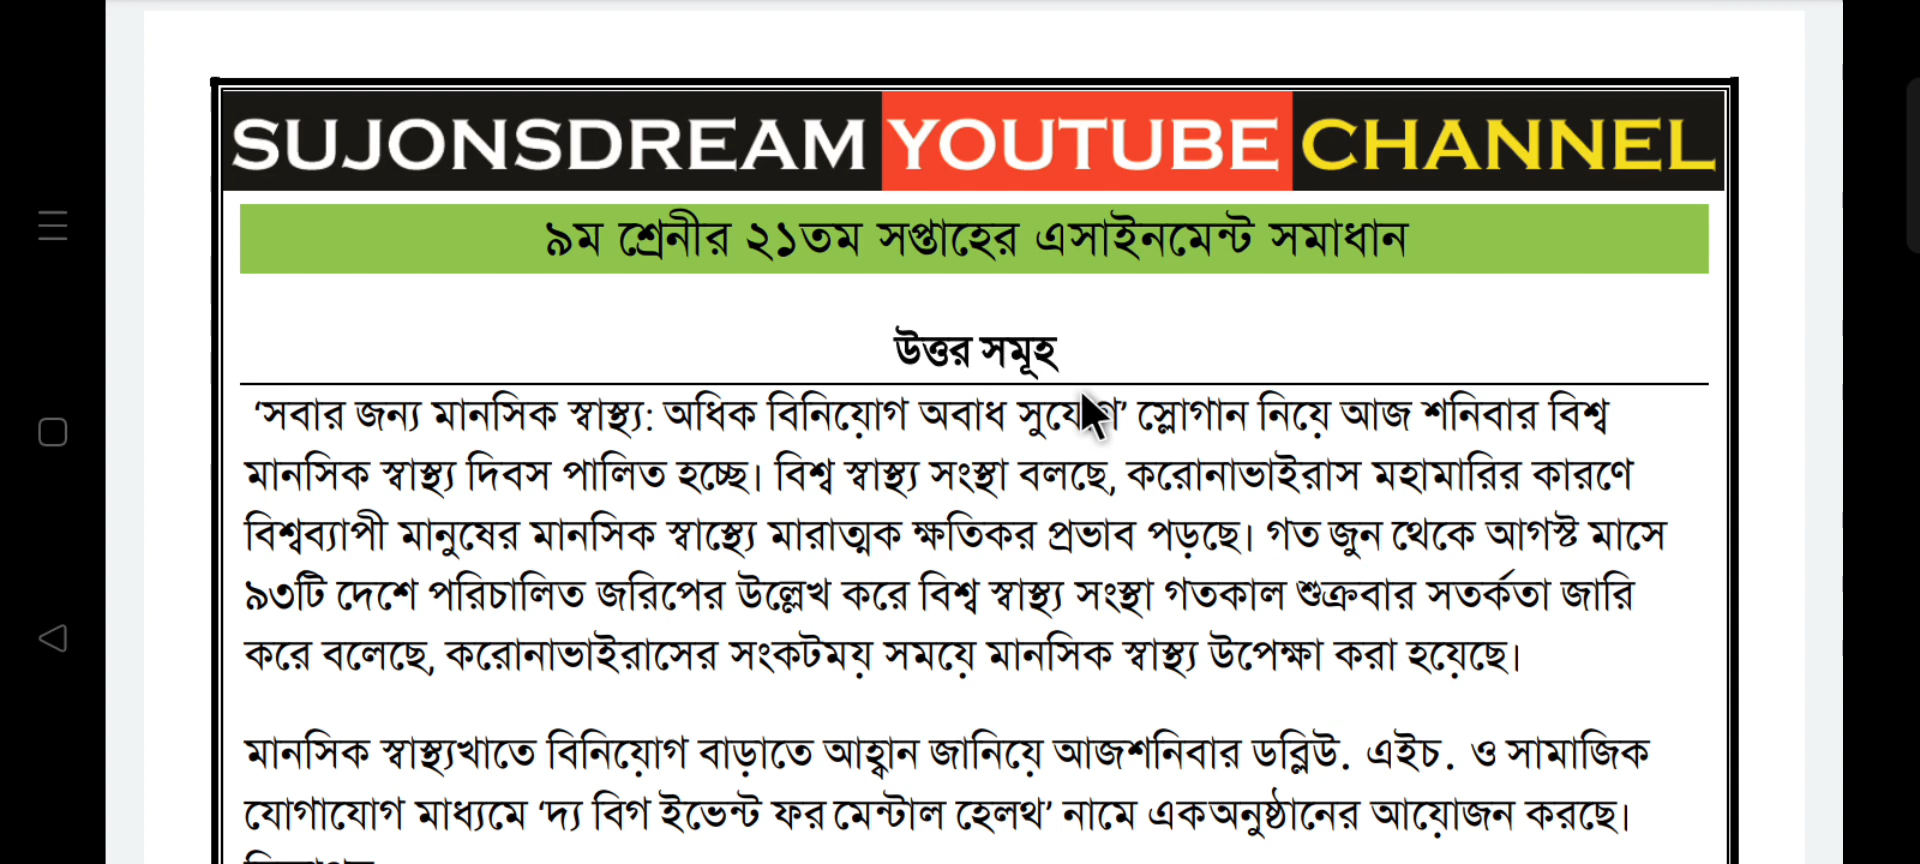 SUJONSDREAM YOUTUBE CHANNEL
৯ম শ্রেনীর ২১তম সপ্তাহের এসাইনমেন্ট সমাধান
উত্তর সমূহ
‘সবার জন্য মানসিক স্বাস্থ্য: অধিক বিনিয়োগ অবাধ স্লোগান নিয়ে আজ শনিবার বিশ্ব
মানসিক স্বাস্থ্য দিবস পালিত হচ্ছে। বিশ্ব স্বাস্থ্য সংস্থা বলছে, করোনাভাইরাস মহামারির কারণে
বিশ্বব্যাপী মানুষের মানসিক স্বাস্থ্যে মারাত্মক ক্ষতিকর প্রভাব পড়ছে। গত জুন থেকে আগস্ট মাসে
৯৩টি দেশে পরিচালিত জরিপের উল্লেখ করে বিশ্ব স্বাস্থ্য সংস্থা গতকাল শুক্রবার সতর্কতা জারি
করে বলেছে, করোনাভাইরাসের সংকটময় সময়ে মানসিক স্বাস্থ্য উপেক্ষা করা হয়েছে।
মানসিক স্বাস্থ্যখাতে বিনিয়োগ বাড়াতে আহ্বান জানিয়ে আজশনিবার ডব্লিউ. এইচ. ও সামাজিক
যোগাযোগ মাধ্যমে ‘দ্য বিগ ইভেন্ট ফর মেন্টাল হেলথ’ নামে একঅনুষ্ঠানের আয়োজন করছে।